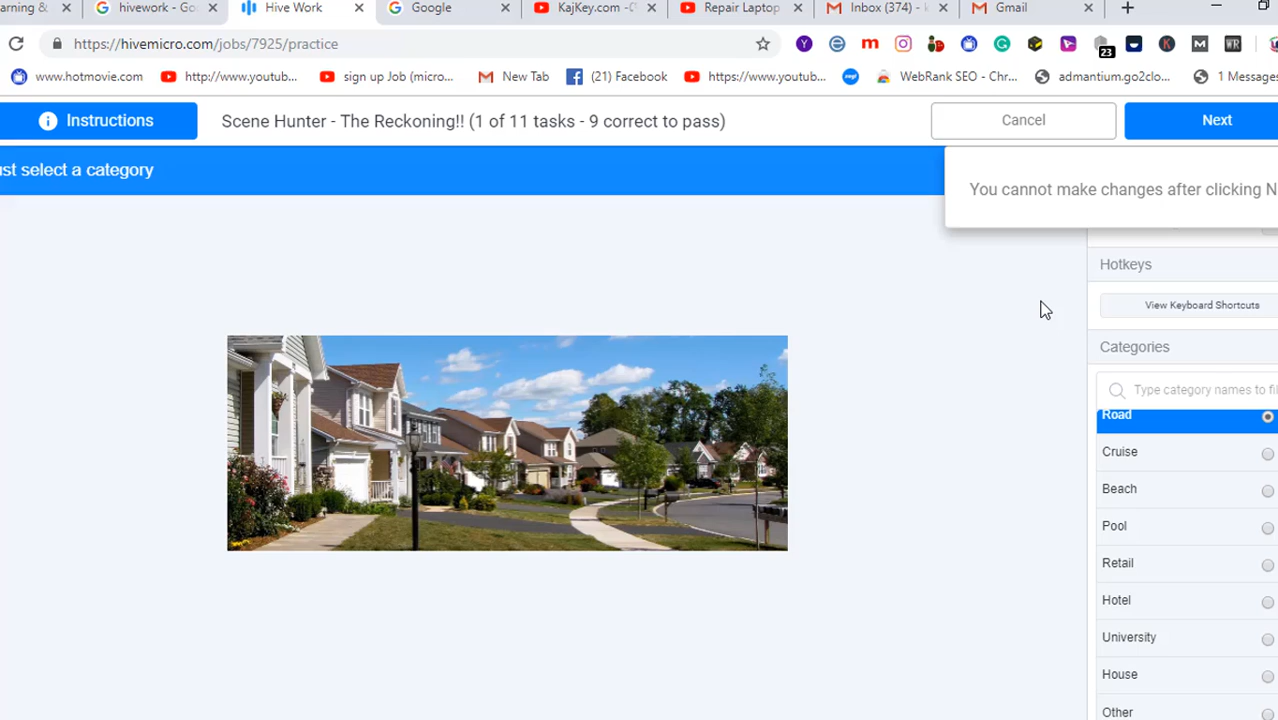 arning &
hivework - Go
Hive Work
Google
KajKey.com -
Repair Laptop
Inbox (374) -
Gmail
https://hivemicro.com/jobs/7925/practice
23
www.hotmovie.com
http://www.youtub...
sign up Job (micro...
New Tab
(21) Facebook
https://www.youtub...
WebRank SEO - Chr...
admantium.go2clo...
1 Messages
Instructions
Scene Hunter - The Reckoning!! (1 of 11 tasks - 9 correct to pass)
Cancel
Next
ust select a category
You cannot make changes after clicking N
Hotkeys
View Keyboard Shortcuts
Categories
Type category names to fil
Road
Cruise
Beach
Pool
Retail
Hotel
University
House
Other